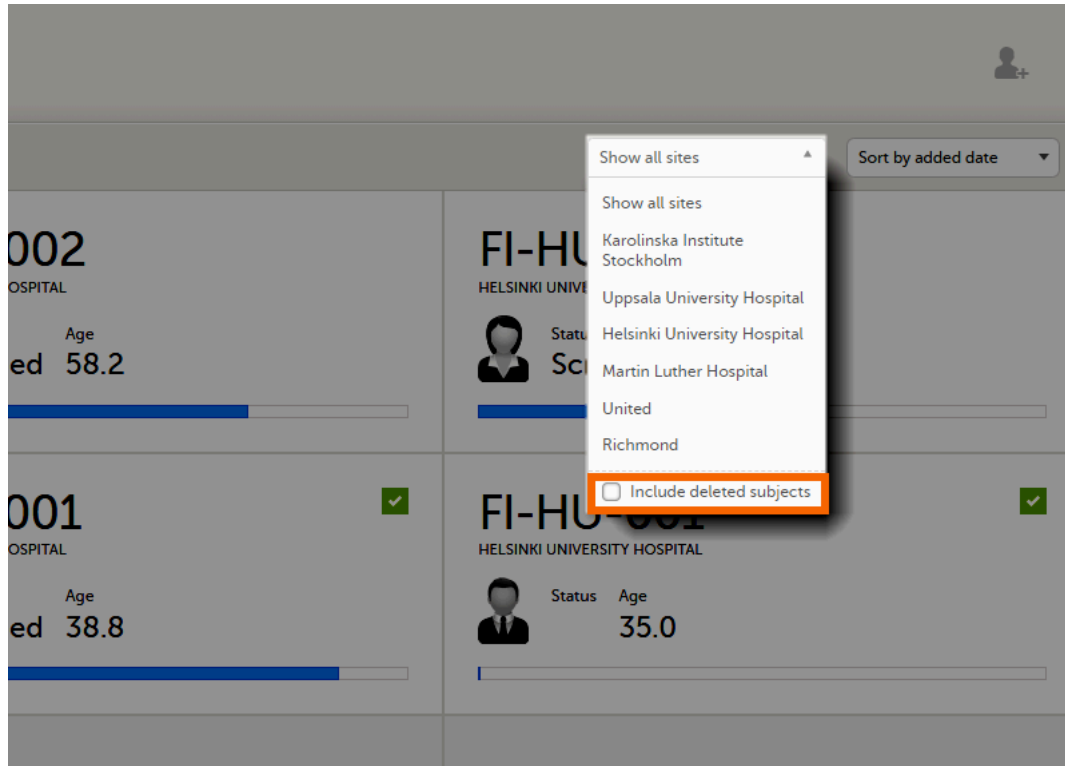 Show all sites
Sort by added date
Show all sites
Karolinska Institute
Stockholm
Uppsala University Hospital
Helsinki University Hospital
Martin Luther Hospital
United
Richmond
Include deleted subjects
002
OSPITAL
Age
ed 58.2
FI-HU
HELSINKI UNIVE
Statu
Sc
001
OSPITAL
Age
ed 38.8
FI-HU-001
HELSINKI UNIVERSITY HOSPITAL
Status Age
35.0